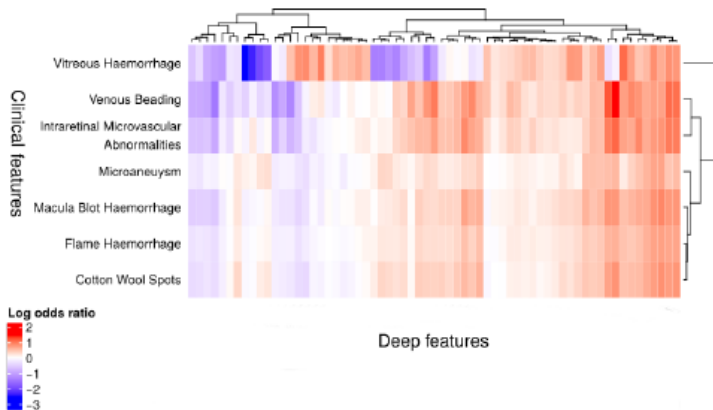 Clinical features
Vitreous Haemorrhage
Venous Beading
Intraretinal Microvascular
Abnormalities
Microaneuysm
Macula Blot Haemorrhage
Flame Haemorrhage
Cotton Wool Spots
Log odds ratio
2
1
0
−1
−2
−3
Deep features